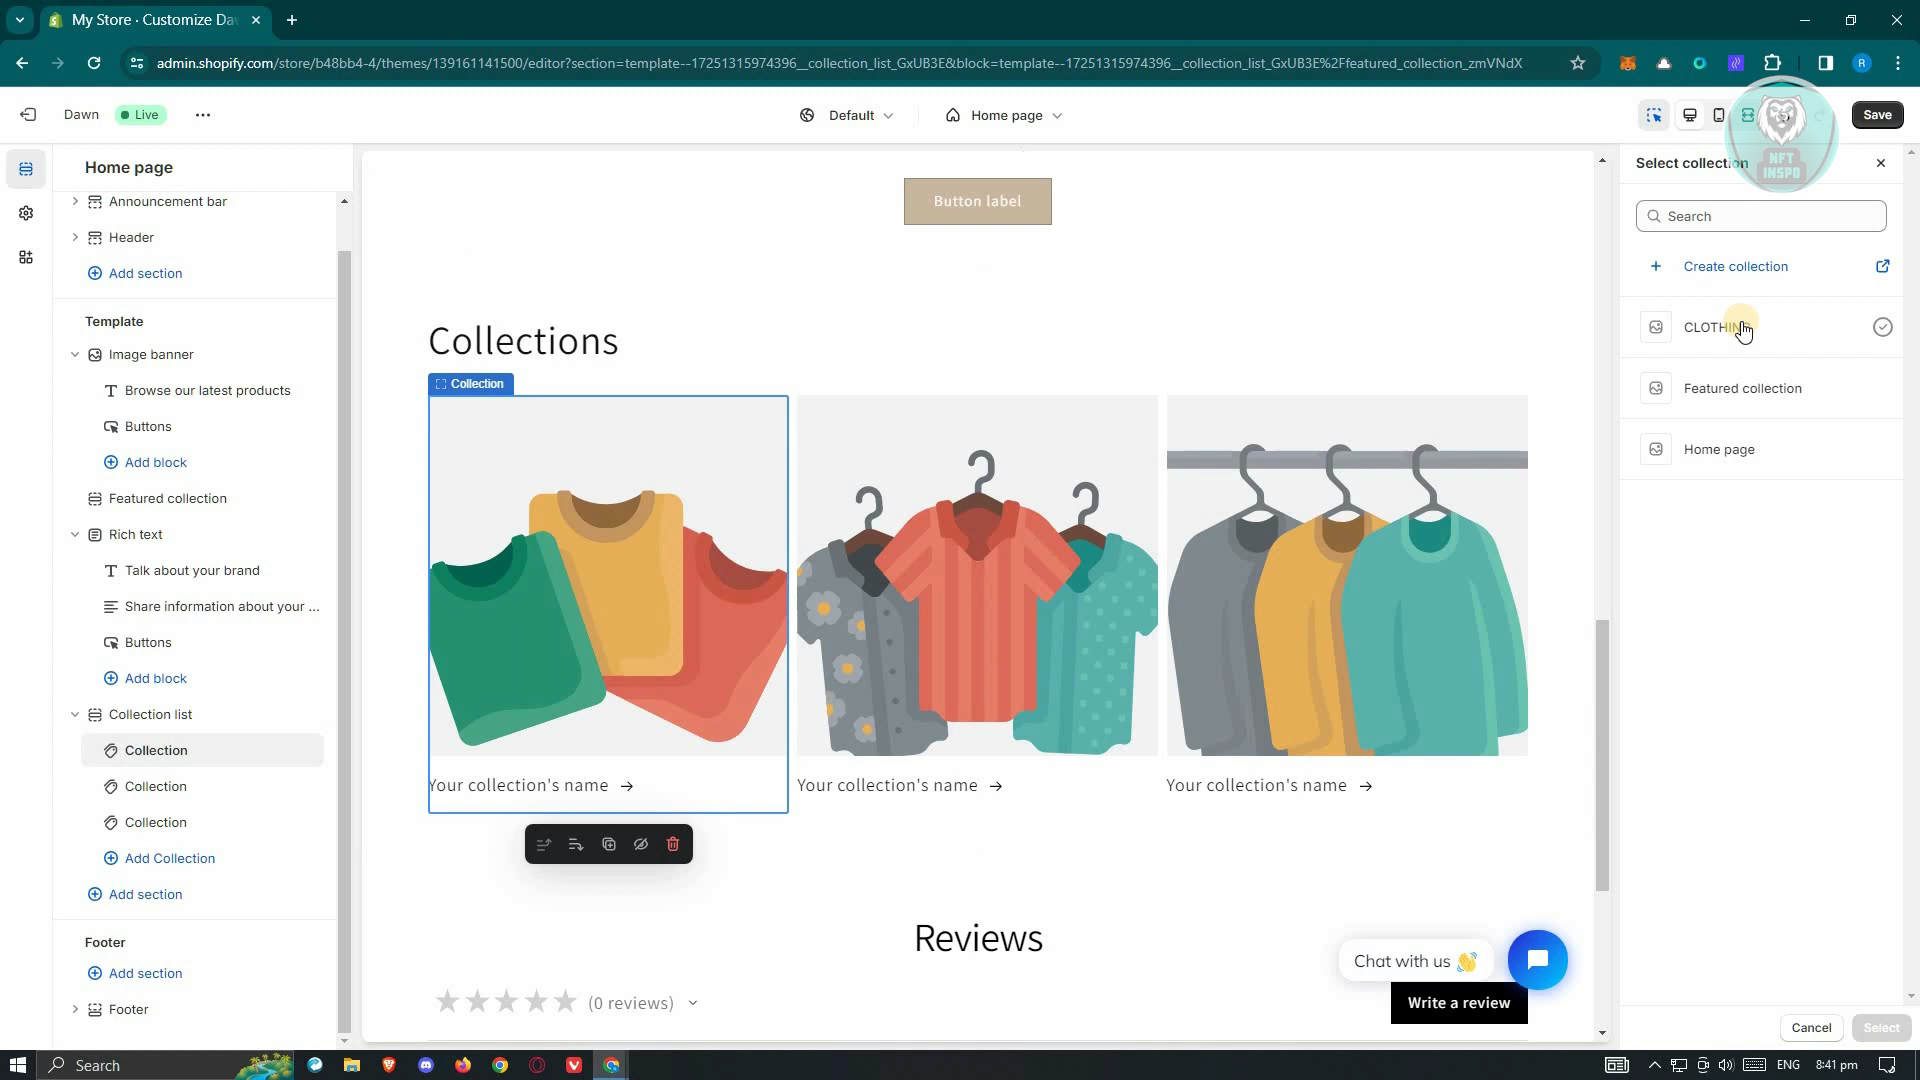 My Store · Customize Da
admin.shopify.com/store/b48bb4-4/themes/139161141500/editor?section=template--17251315974396__collection_list_GxUB3E&block=template--17251315974396__collection_list_GxUB3E%2Ffeatured_collection_zmVNdX
R
Dawn
Live
Default
Home page
Save
NFT
INSPO
Home page
Announcement bar
Header
Add section
Template
Image banner
Browse our latest products
Buttons
Add block
Featured collection
Rich text
Talk about your brand
Share information about your ...
Buttons
Add block
Collection list
Collection
Collection
Collection
Add Collection
Add section
Footer
Add section
Footer
Button label
Collections
Collection
Your collection's name →
Your collection's name →
Your collection's name →
Reviews
(0 reviews)
Chat with us 👋
Write a review
Select collection
Search
Create collection
CLOTHING
Featured collection
Home page
Cancel
Select
Search
ENG
8:41 pm